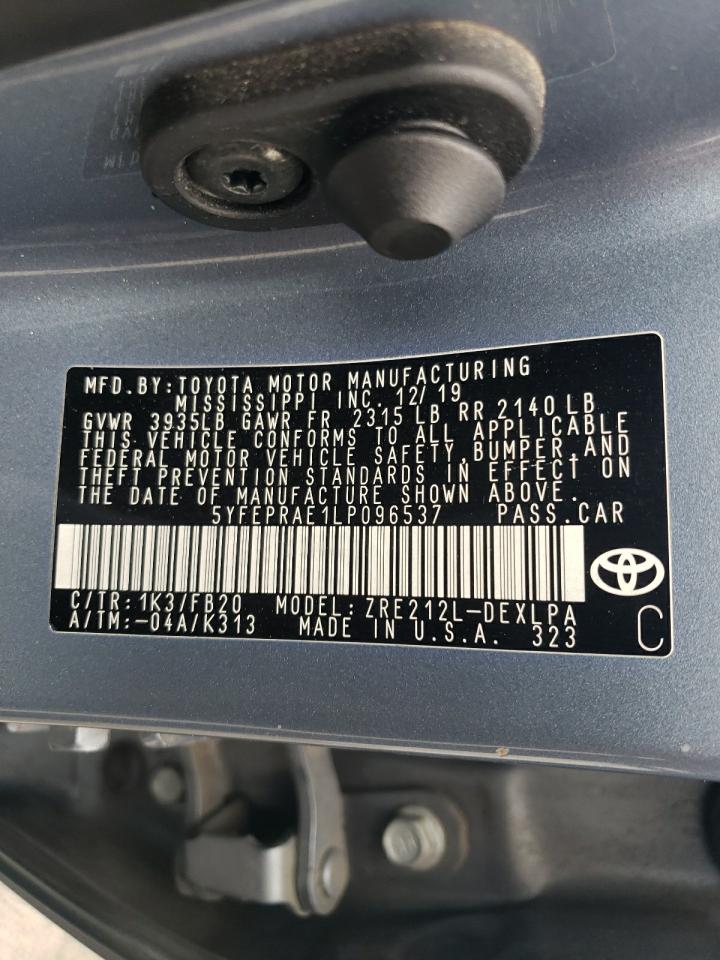 MFD.BY:TOYOTA MOTOR MANUFACTURING
MISSISSIPPI INC. 12/19
GVWR 3935LB GAWR FR 2315 LB RR 2140LB
THIS VEHICLE CONFORMS TO ALL APPLICABLE
FEDERAL MOTOR VEHICLE SAFETY,BUMPER,AND
THEFT PREVENTION STANDARDS IN EFFECT ON
THE DATE OF MANUFACTURE SHOWN ABOVE.
5YFEPRAE1LP096537 PASS.CAR
C/TR:1K3/FB20 MODEL:ZRE212L-DEXLPA
A/TM:-04A/K313 MADE IN U.S.A. 323 C